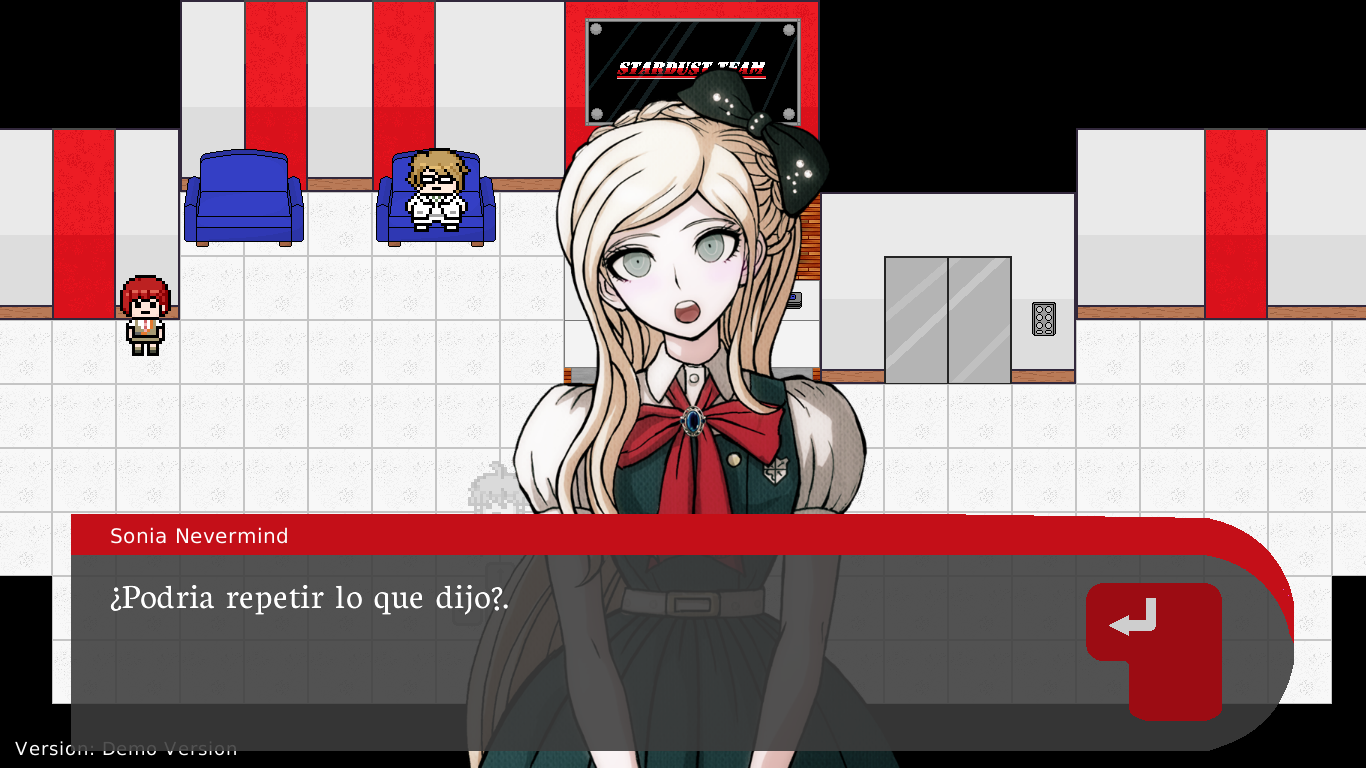 STARDUST TEAM
Sonia Nevermind
¿Podria repetir lo que dijo?.
Version: Demo Version